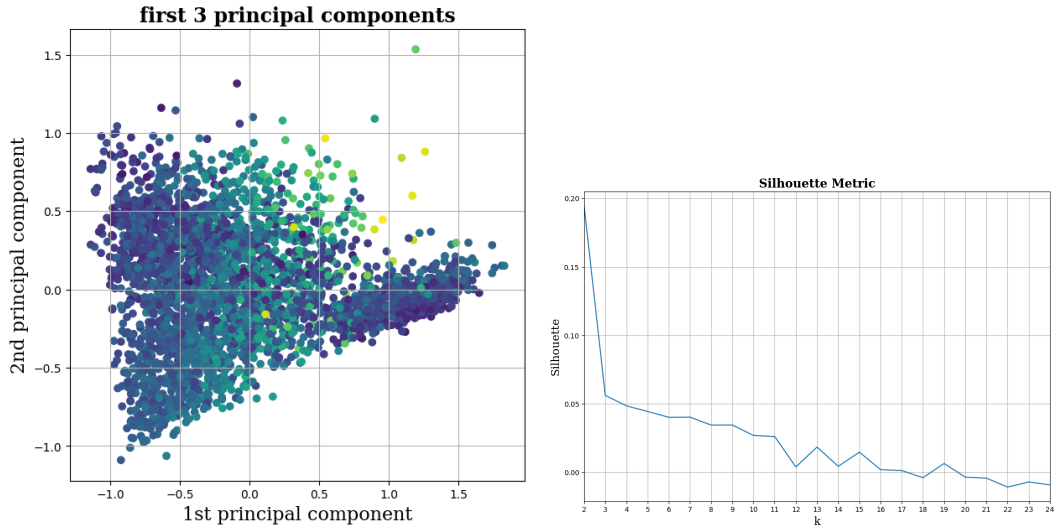 first 3 principal components
1.5
1.0
0.5
0.0
−0.5
−1.0
2nd principal component
−1.0
−0.5
0.0
0.5
1.0
1.5
1st principal component
Silhouette Metric
0.20
0.15
0.10
0.05
0.00
Silhouette
2 3 4 5 6 7 8 9 10 11 12 13 14 15 16 17 18 19 20 21 22 23 24
k